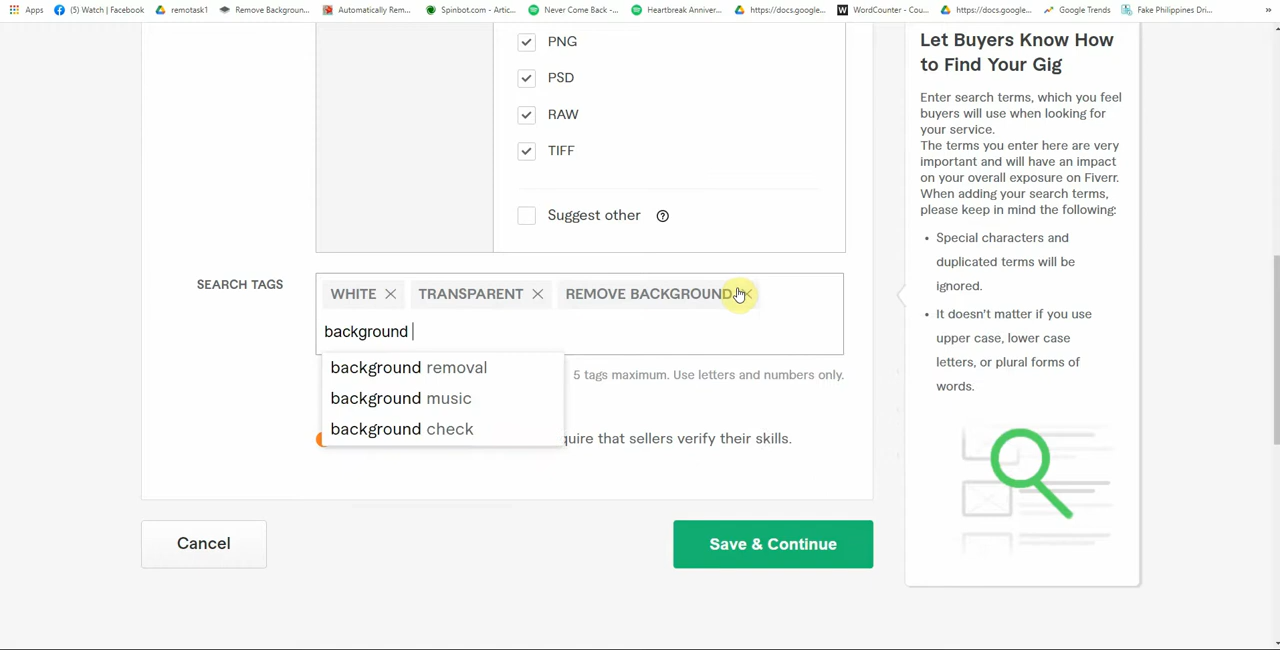 Apps
(5) Watch | Facebook
remotask1
Remove Backgroun...
Automatically Rem...
Spinbot.com - Artic...
Never Come Back -...
Heartbreak Anniver...
https://docs.google...
WordCounter - Cou...
https://docs.google...
Google Trends
Fake Philippines Dri...
»
PNG
PSD
RAW
TIFF
Suggest other
SEARCH TAGS
WHITE
TRANSPARENT
REMOVE BACKGROUND
background
background removal
background music
background check
5 tags maximum. Use letters and numbers only.
quire that sellers verify their skills.
Cancel
Save & Continue
Let Buyers Know How
to Find Your Gig
Enter search terms, which you feel
buyers will use when looking for
your service.
The terms you enter here are very
important and will have an impact
on your overall exposure on Fiverr.
When adding your search terms,
please keep in mind the following:
• Special characters and
duplicated terms will be
ignored.
• It doesn't matter if you use
upper case, lower case
letters, or plural forms of
words.